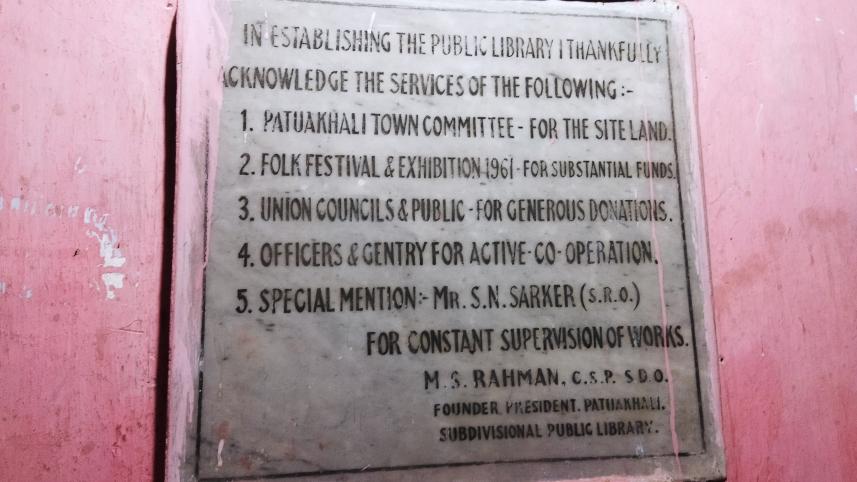 IN ESTABLISHING THE PUBLIC LIBRARY I THANKFULLY
ACKNOWLEDGE THE SERVICES OF THE FOLLOWING :-
1. PATUAKHALI TOWN COMMITTEE - FOR THE SITE LAND.
2. FOLK FESTIVAL & EXHIBITION 1961 - FOR SUBSTANTIAL FUNDS.
3. UNION COUNCILS & PUBLIC - FOR GENEROUS DONATIONS.
4. OFFICERS & GENTRY FOR ACTIVE-CO-OPERATION.
5. SPECIAL MENTION :- MR. S.N. SARKER (S.R.O.)
FOR CONSTANT SUPERVISION OF WORKS.
M.S. RAHMAN, C.S.P. S.D.O.
FOUNDER PRESIDENT. PATUAKHALI.
SUBDIVISIONAL PUBLIC LIBRARY.